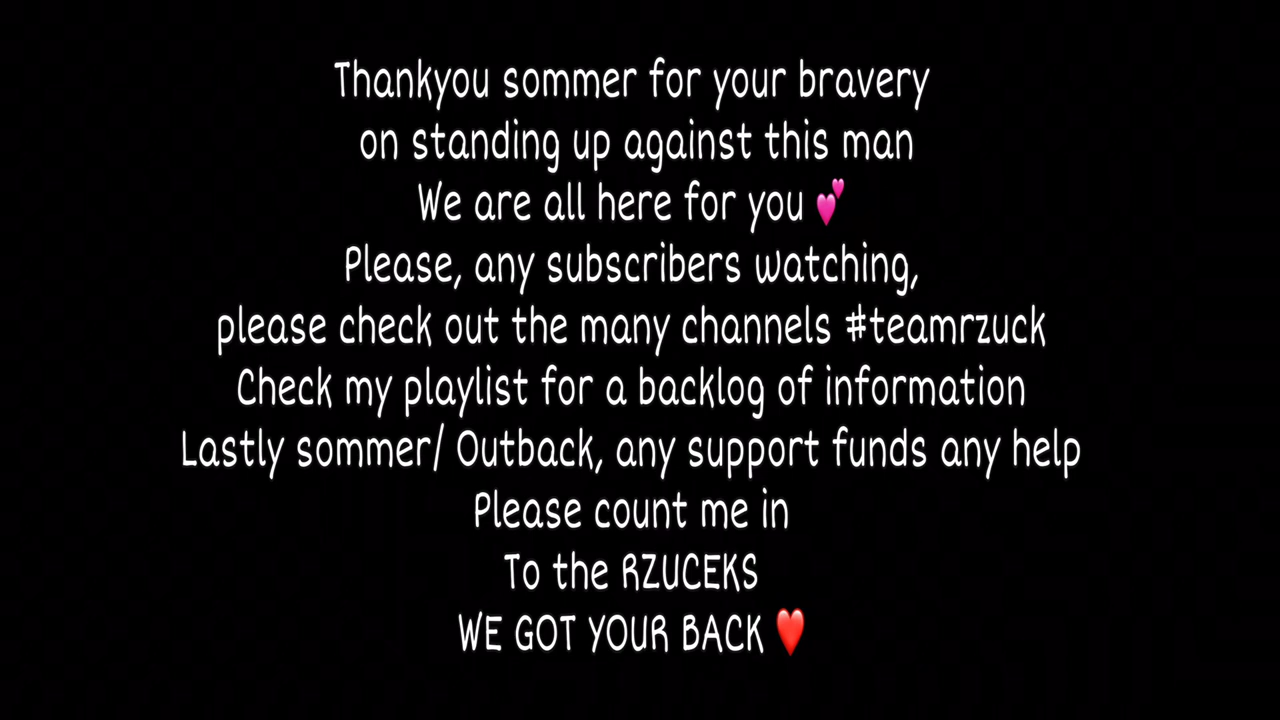 Thankyou sommer for your bravery
on standing up against this man
We are all here for you 💕
Please, any subscribers watching,
please check out the many channels #teamrzuck
Check my playlist for a backlog of information
Lastly sommer/ Outback, any support funds any help
Please count me in
To the RZUCEKS
WE GOT YOUR BACK ❤️